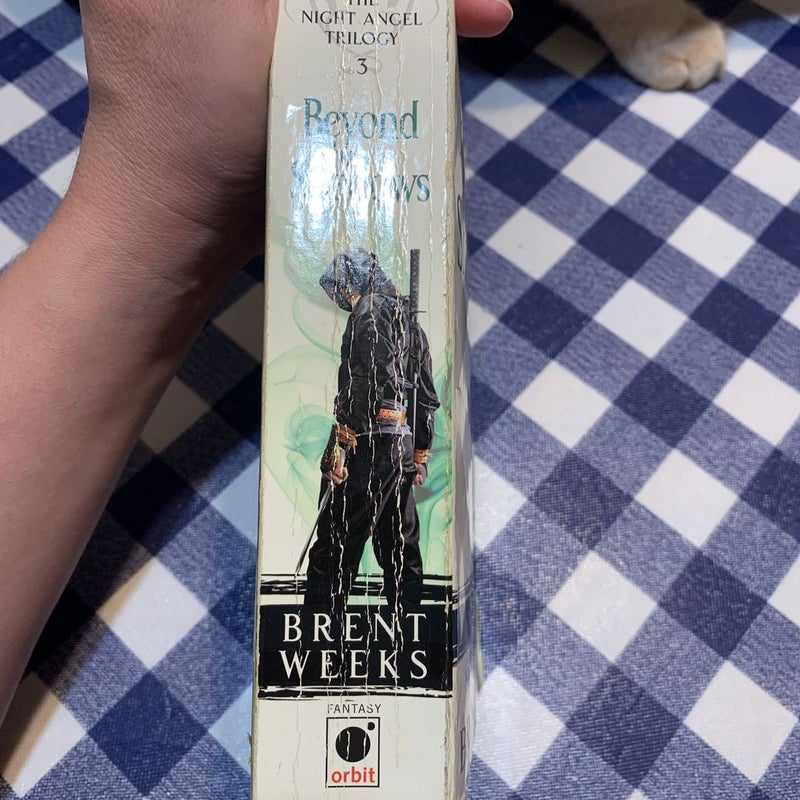 THE
NIGHT ANGEL
TRILOGY
3
Beyond
BRENT
WEEKS
FANTASY
orbit